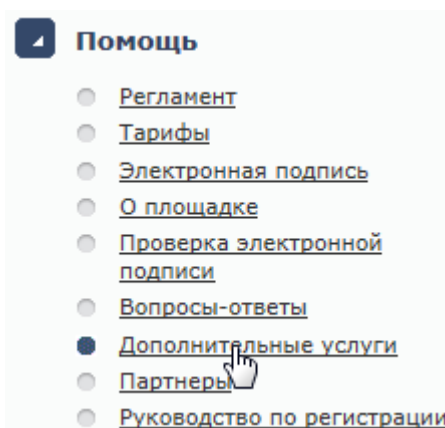 Помощь
Регламент
Тарифы
Электронная подпись
О площадке
Проверка электронной
подписи
Вопросы-ответы
Дополнительные услуги
Партнеры
Руководство по регистрации